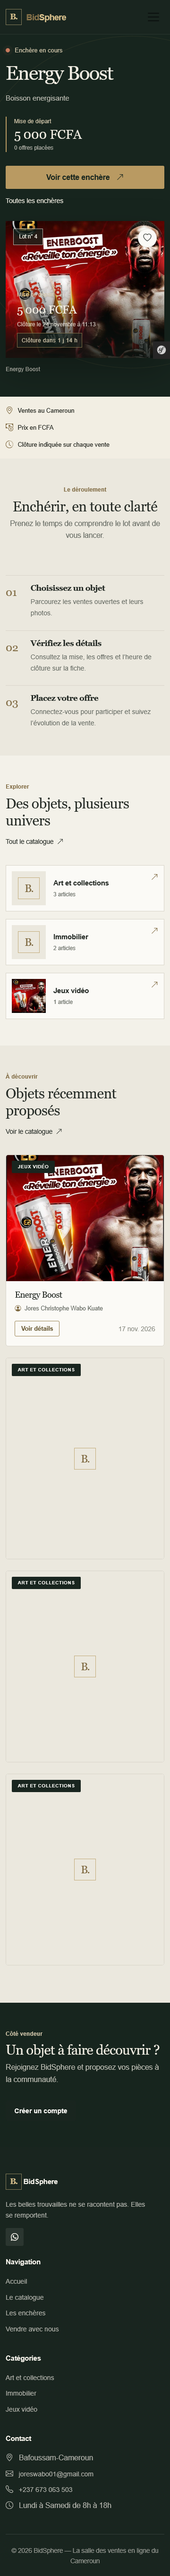 B. BidSphere
Enchère en cours
Energy Boost
Boisson energisante
Mise de départ
5 000 FCFA
0 offres placées
Voir cette enchère
Toutes les enchères
Lot n° 4
ENERBOOST
«Réveille ton énergie»
5 000 FCFA
Clôture le 19 novembre à 11:13
Clôture dans 1 j 14 h
Energy Boost
Ventes au Cameroun
Prix en FCFA
Clôture indiquée sur chaque vente
Le déroulement
Enchérir, en toute clarté
Prenez le temps de comprendre le lot avant de
vous lancer.
01
Choisissez un objet
Parcourez les ventes ouvertes et leurs
photos.
02
Vérifiez les détails
Consultez la mise, les offres et l'heure de
clôture sur la fiche.
03
Placez votre offre
Connectez-vous pour participer et suivez
l'évolution de la vente.
Explorer
Des objets, plusieurs
univers
Tout le catalogue
B.
Art et collections
3 articles
B.
Immobilier
2 articles
Jeux vidéo
1 article
À découvrir
Objets récemment
proposés
Voir le catalogue
JEUX VIDÉO
ENERBOOST
«Réveille ton énergie»
Energy Boost
Jores Christophe Wabo Kuate
Voir détails
17 nov. 2026
ART ET COLLECTIONS
B.
ART ET COLLECTIONS
B.
ART ET COLLECTIONS
B.
Côté vendeur
Un objet à faire découvrir ?
Rejoignez BidSphere et proposez vos pièces à
la communauté.
Créer un compte
B. BidSphere
Les belles trouvailles ne se racontent pas. Elles
se remportent.
Navigation
Accueil
Le catalogue
Les enchères
Vendre avec nous
Catégories
Art et collections
Immobilier
Jeux vidéo
Contact
Bafoussam-Cameroun
joreswabo01@gmail.com
+237 673 063 503
Lundi à Samedi de 8h à 18h
© 2026 BidSphere — La salle des ventes en ligne du
Cameroun